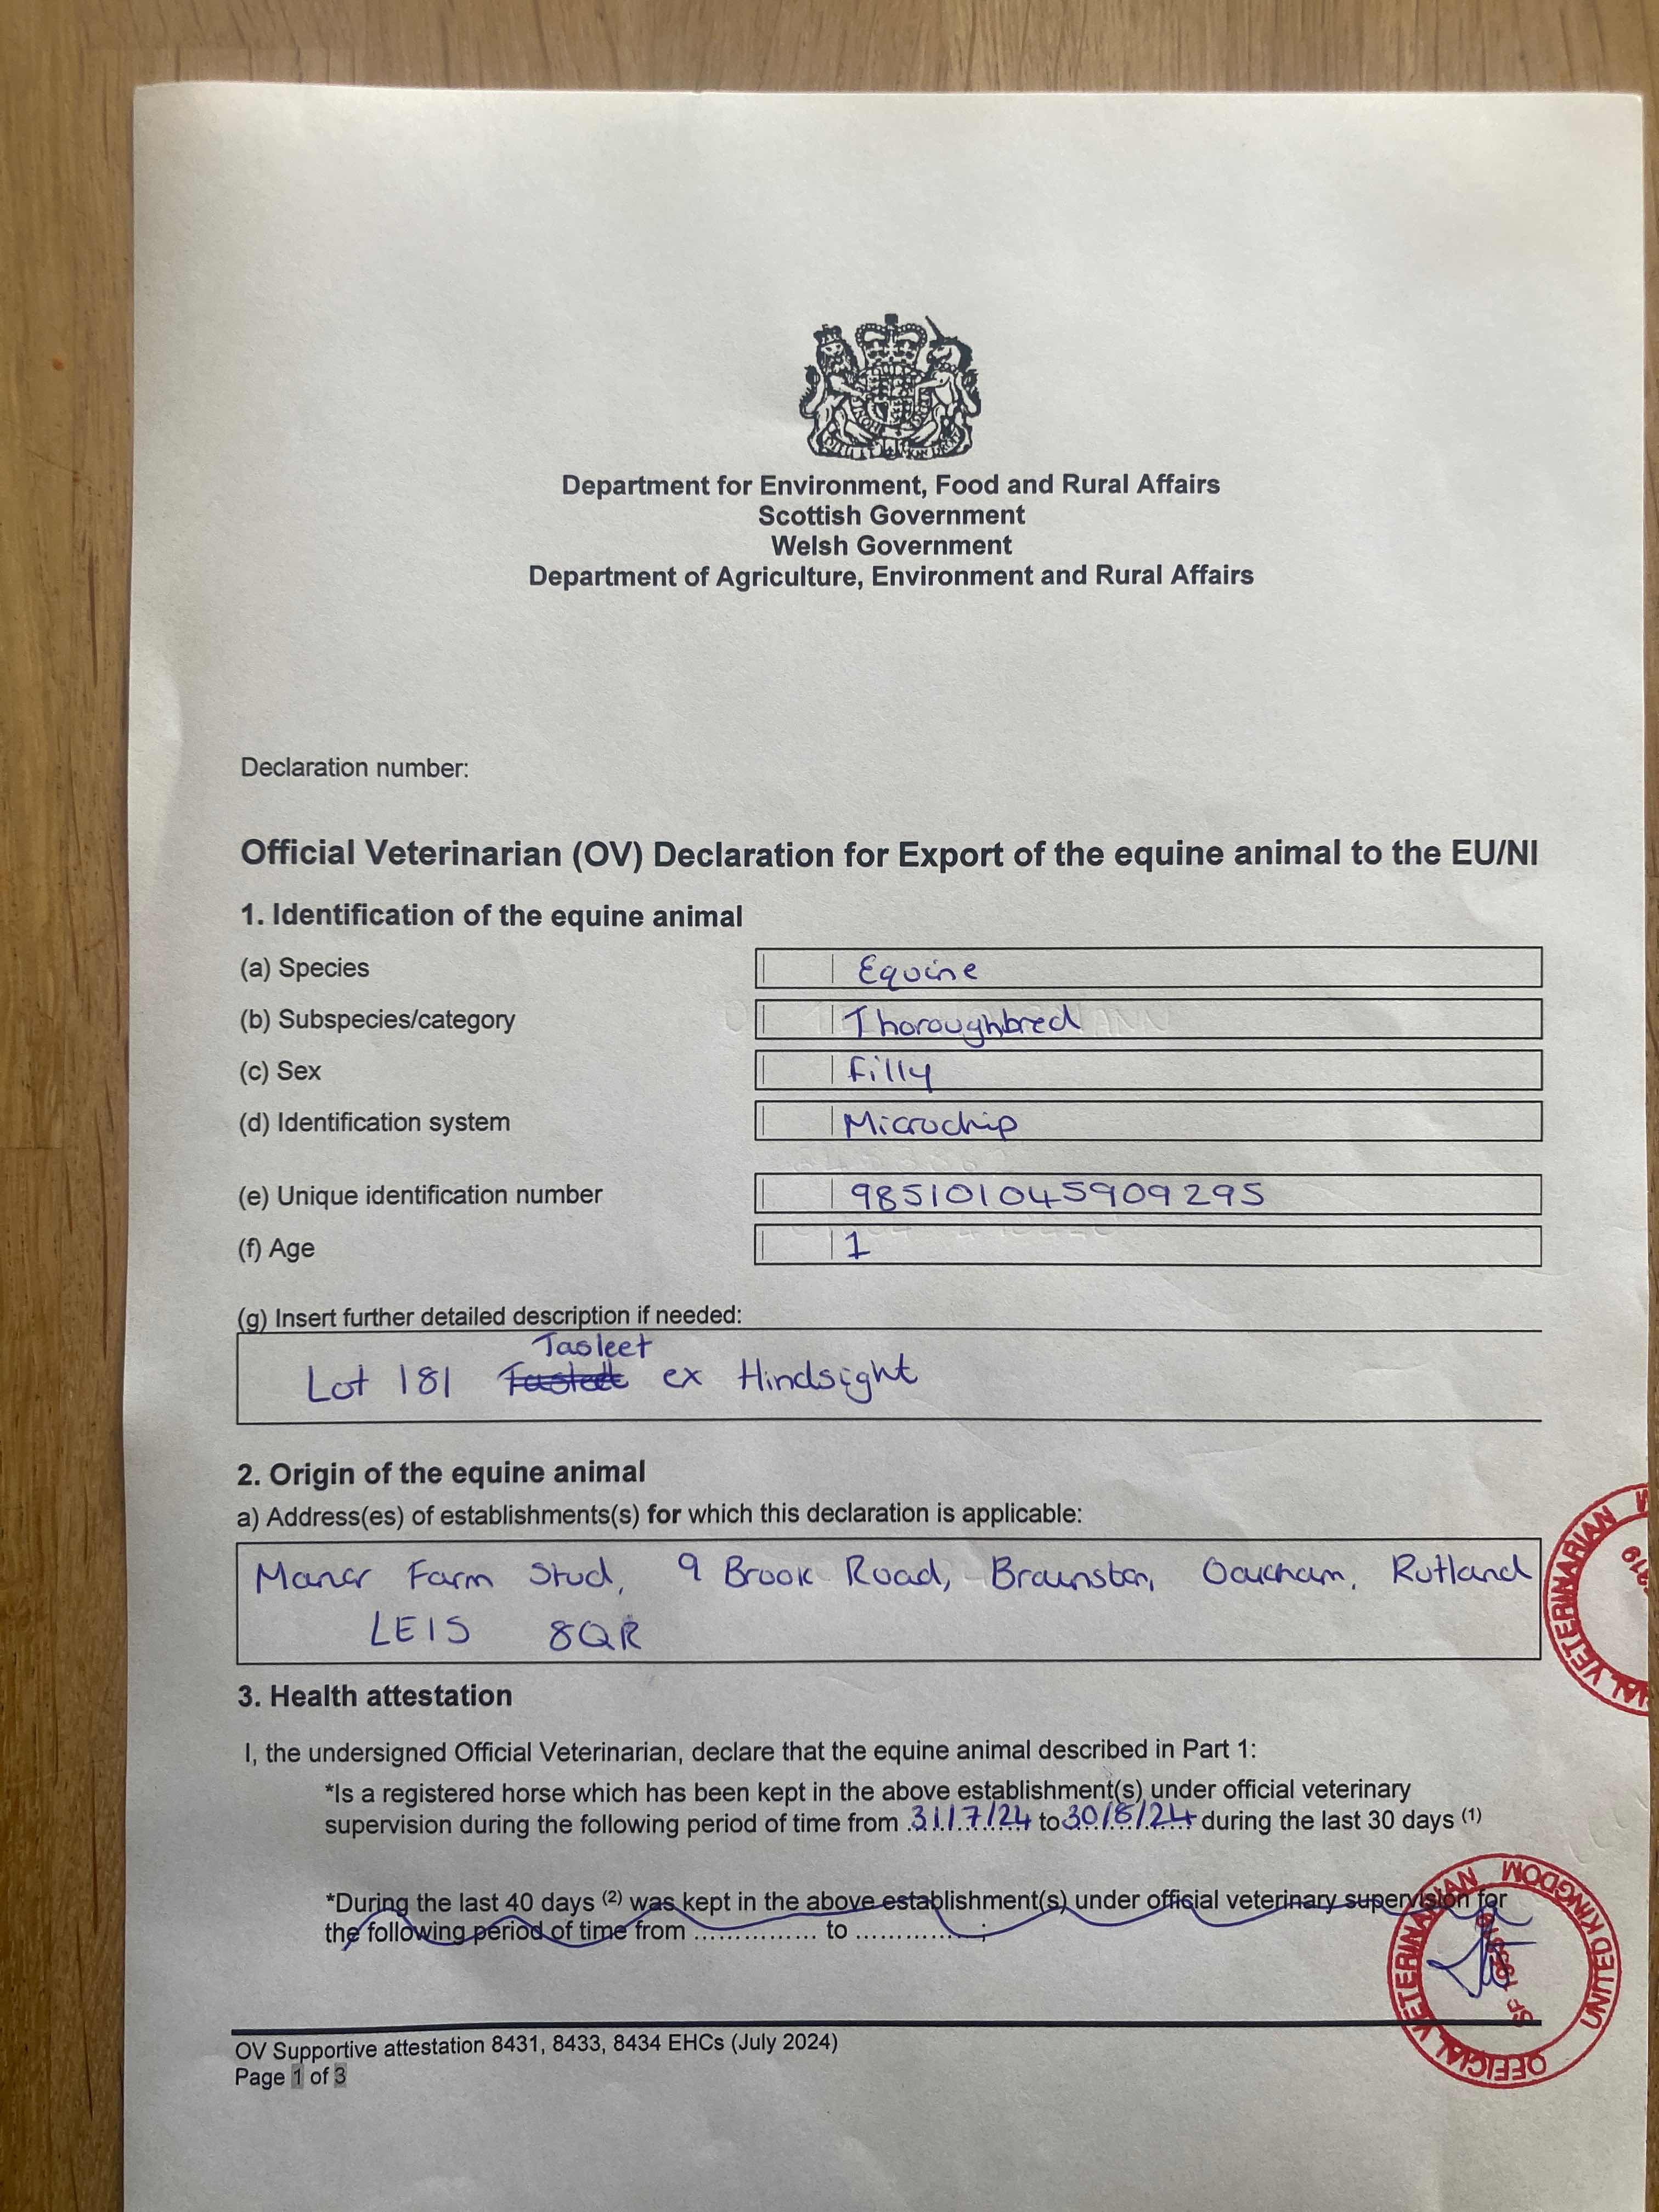 Department for Environment, Food and Rural Affairs
Scottish Government
Welsh Government
Department of Agriculture, Environment and Rural Affairs
Declaration number:
Official Veterinarian (OV) Declaration for Export of the equine animal to the EU/NI
1. Identification of the equine animal
(a) Species Equine
(b) Subspecies/category Thoroughbred
(c) Sex Filly
(d) Identification system Microchip
(e) Unique identification number 985101045909295
(f) Age 1
(g) Insert further detailed description if needed:
Tasleet
Lot 181 ex Hindsight
2. Origin of the equine animal
a) Address(es) of establishments(s) for which this declaration is applicable:
Manor Farm Stud, 9 Brook Road, Braunston, Oakham, Rutland
LE15 8QR
3. Health attestation
I, the undersigned Official Veterinarian, declare that the equine animal described in Part 1:
*Is a registered horse which has been kept in the above establishment(s) under official veterinary
supervision during the following period of time from 31/7/24 to 30/8/24 during the last 30 days (1)
*During the last 40 days (2) was kept in the above establishment(s) under official veterinary supervision for
the following period of time from ............... to ...............;
OFFICIAL VETERINARIAN UNITED KINGDOM
OV Supportive attestation 8431, 8433, 8434 EHCs (July 2024)
Page 1 of 3